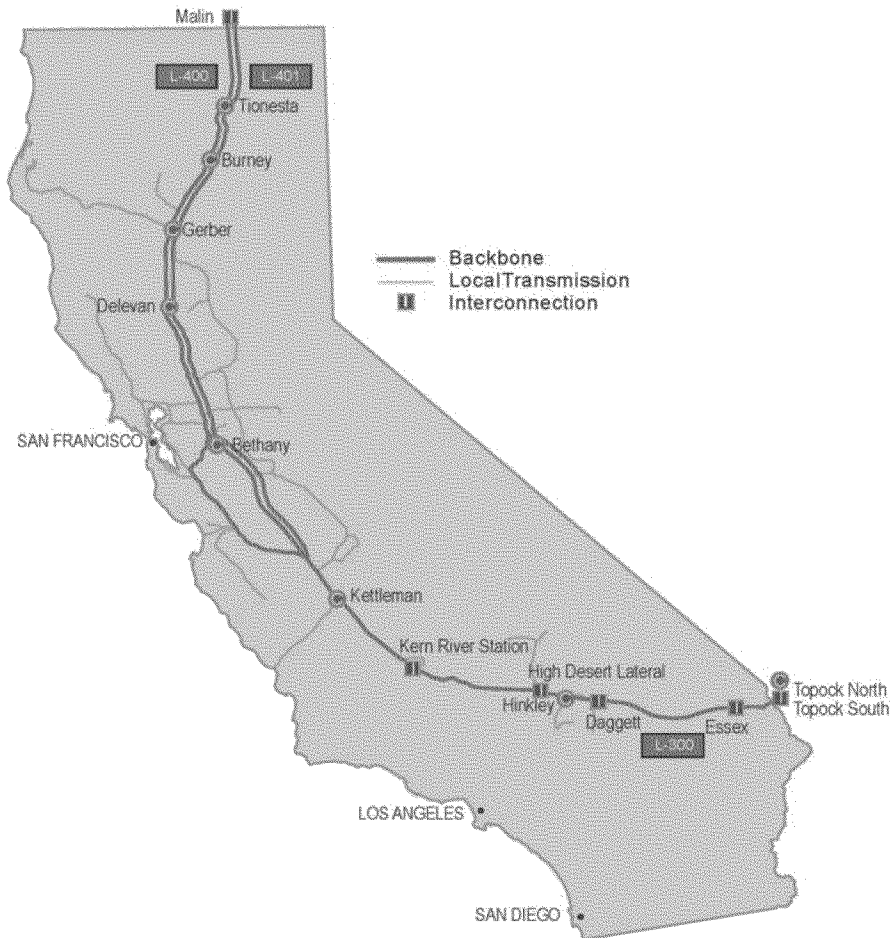 Malin
L-400
L-401
Tionesta
Burney
Gerber
Backbone
LocalTransmission
Interconnection
Delevan
SAN FRANCISCO
Bethany
Kettleman
Kern River Station
High Desert Lateral
Hinkley
Daggett
Essex
Topock North
Topock South
L-300
LOS ANGELES
SAN DIEGO